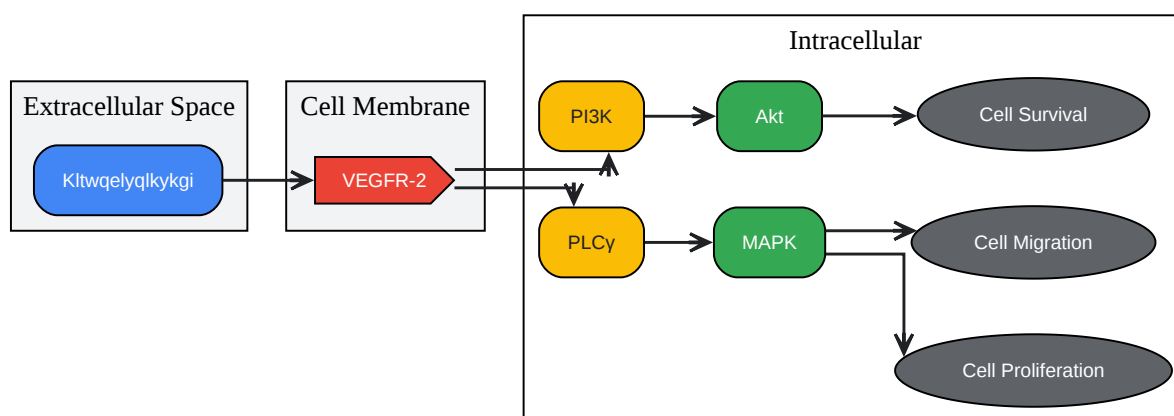 Intracellular
Extracellular Space
Cell Membrane
Kltwqelyqlkykgi
VEGFR-2
PI3K
Akt
Cell Survival
PLCγ
MAPK
Cell Migration
Cell Proliferation